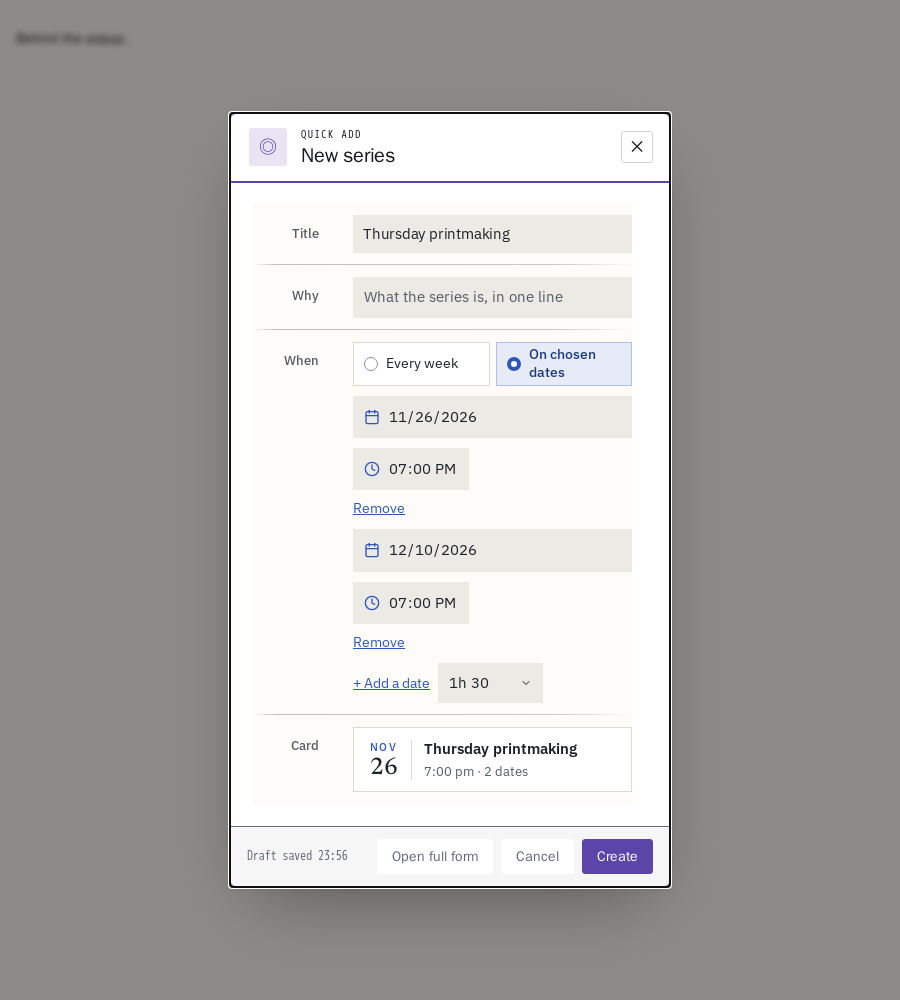 Behind the popup.
QUICK ADD
New series
Title
Thursday printmaking
Why
What the series is, in one line
When
Every week
On chosen
dates
11/26/2026
07:00 PM
Remove
12/10/2026
07:00 PM
Remove
+ Add a date
1h 30
Card
NOV
26
Thursday printmaking
7:00 pm · 2 dates
Draft saved 23:56
Open full form
Cancel
Create